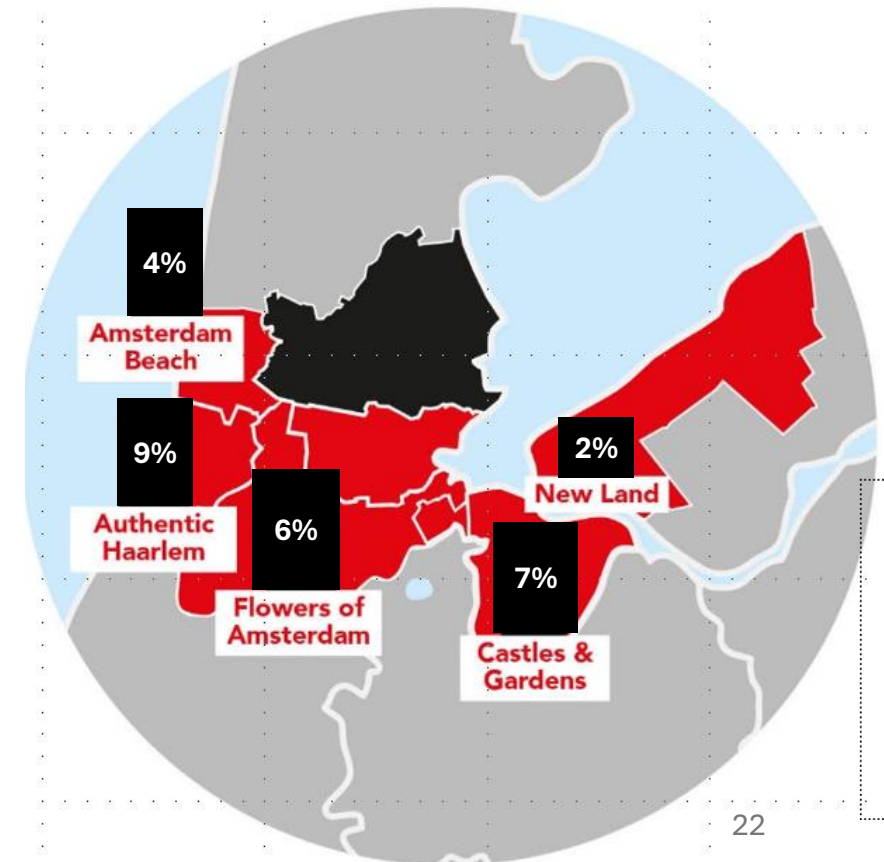 4%
Amsterdam
Beach
9%
Authentic
Haarlem
6%
Flowers of
Amsterdam
2%
New Land
7%
Castles &
Gardens
22